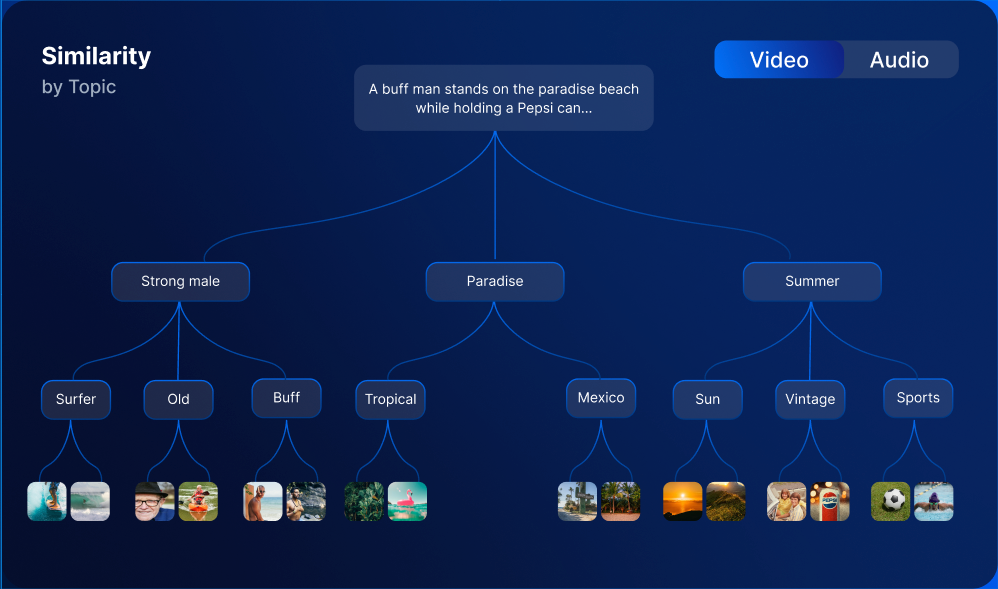 Similarity
by Topic
Video
Audio
A buff man stands on the paradise beach
while holding a Pepsi can...
Strong male
Paradise
Summer
Surfer
Old
Buff
Tropical
Mexico
Sun
Vintage
Sports
PEPSI